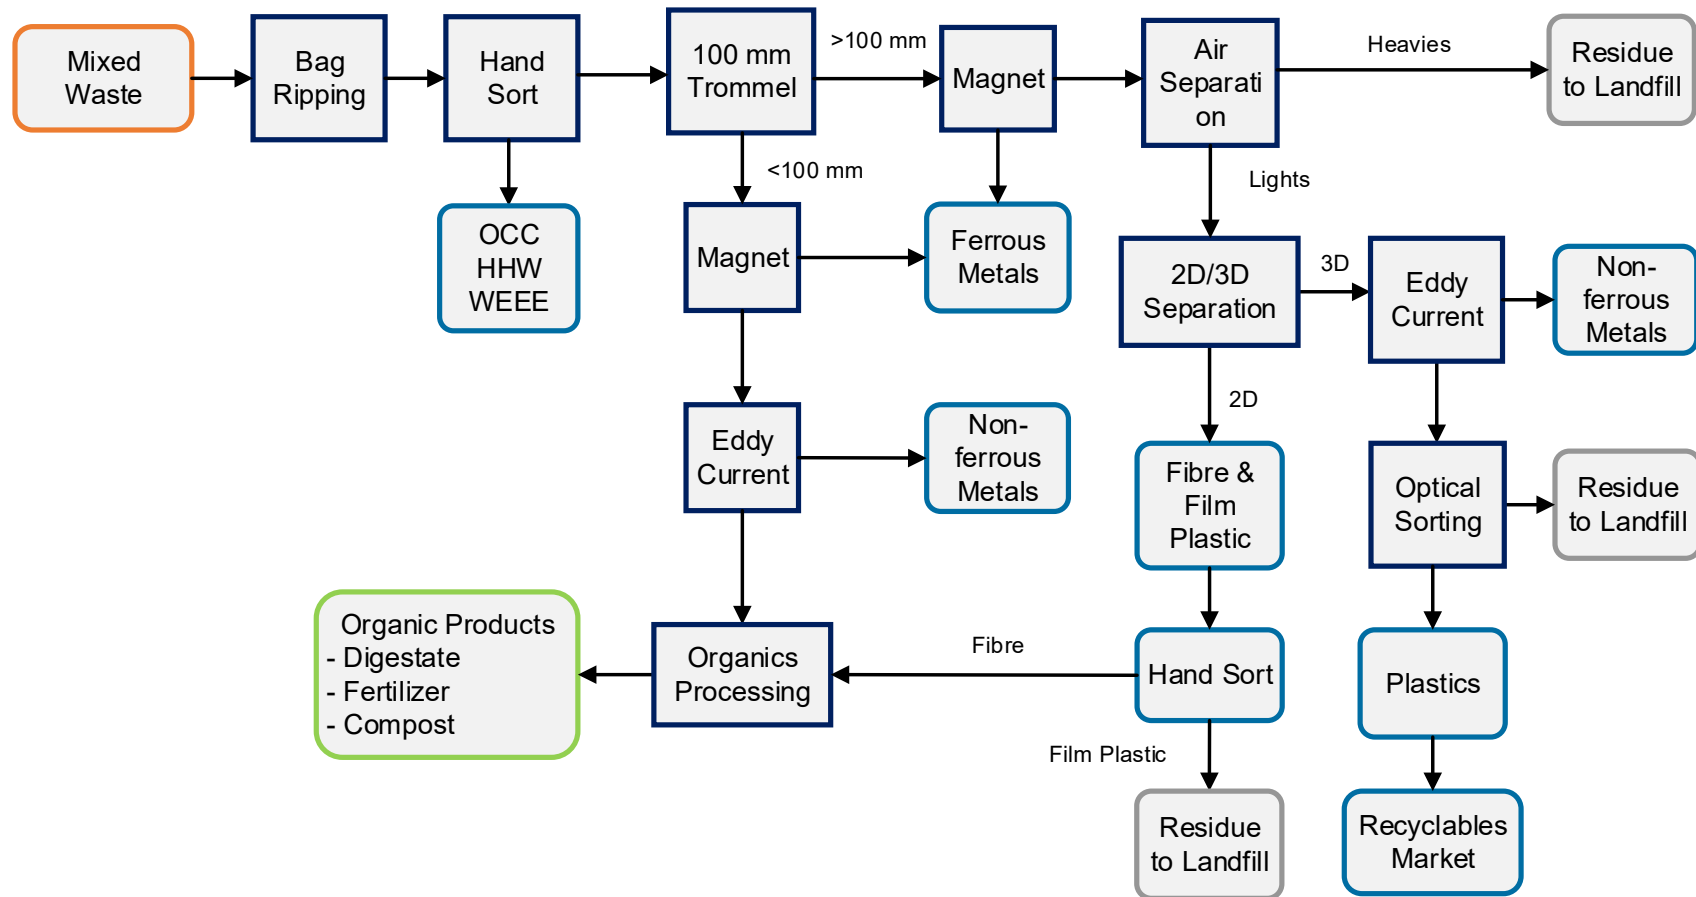 Mixed
Waste
Bag
Ripping
Hand
Sort
100 mm
Trommel
>100 mm
Magnet
Air
Separati
on
Heavies
Residue
to Landfill
<100 mm
Lights
OCC
HHW
WEEE
Magnet
Ferrous
Metals
2D/3D
Separation
3D
Eddy
Current
Non-
ferrous
Metals
2D
Eddy
Current
Non-
ferrous
Metals
Fibre &
Film
Plastic
Optical
Sorting
Residue
to Landfill
Organic Products
- Digestate
- Fertilizer
- Compost
Organics
Processing
Fibre
Hand Sort
Plastics
Film Plastic
Residue
to Landfill
Recyclables
Market